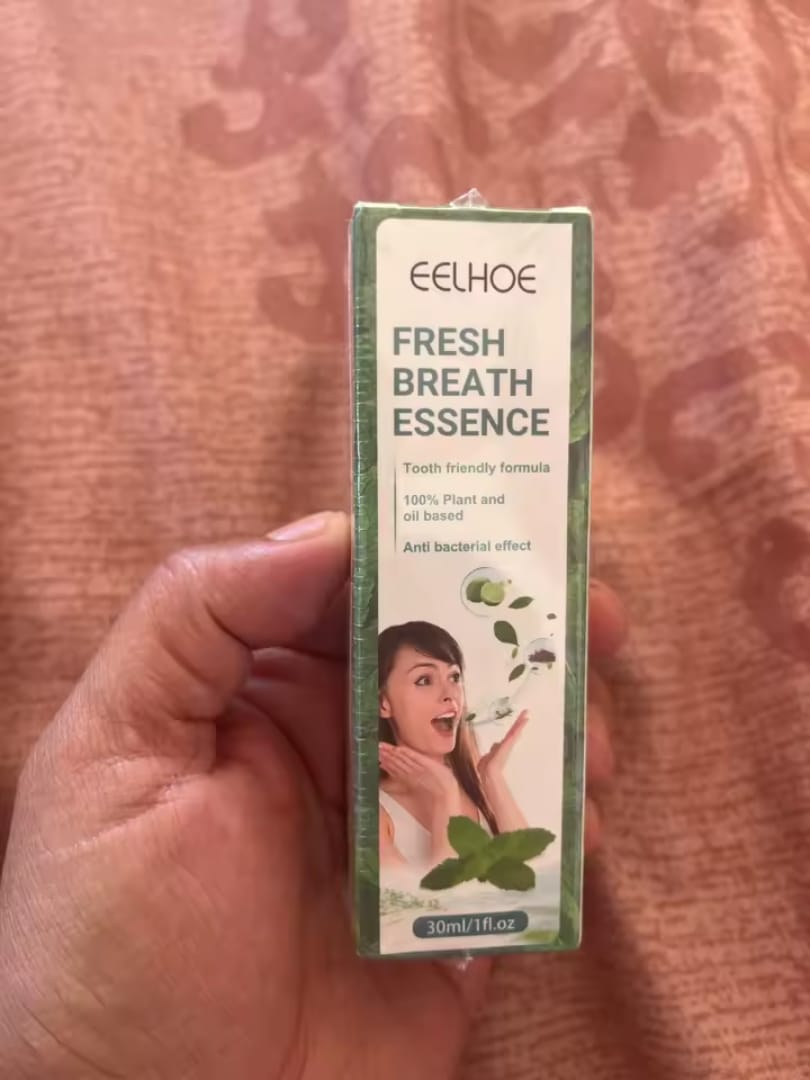 EELHOE
FRESH
BREATH
ESSENCE
Tooth friendly formula
100% Plant and
oil based
Anti bacterial effect
30ml/1fl.oz